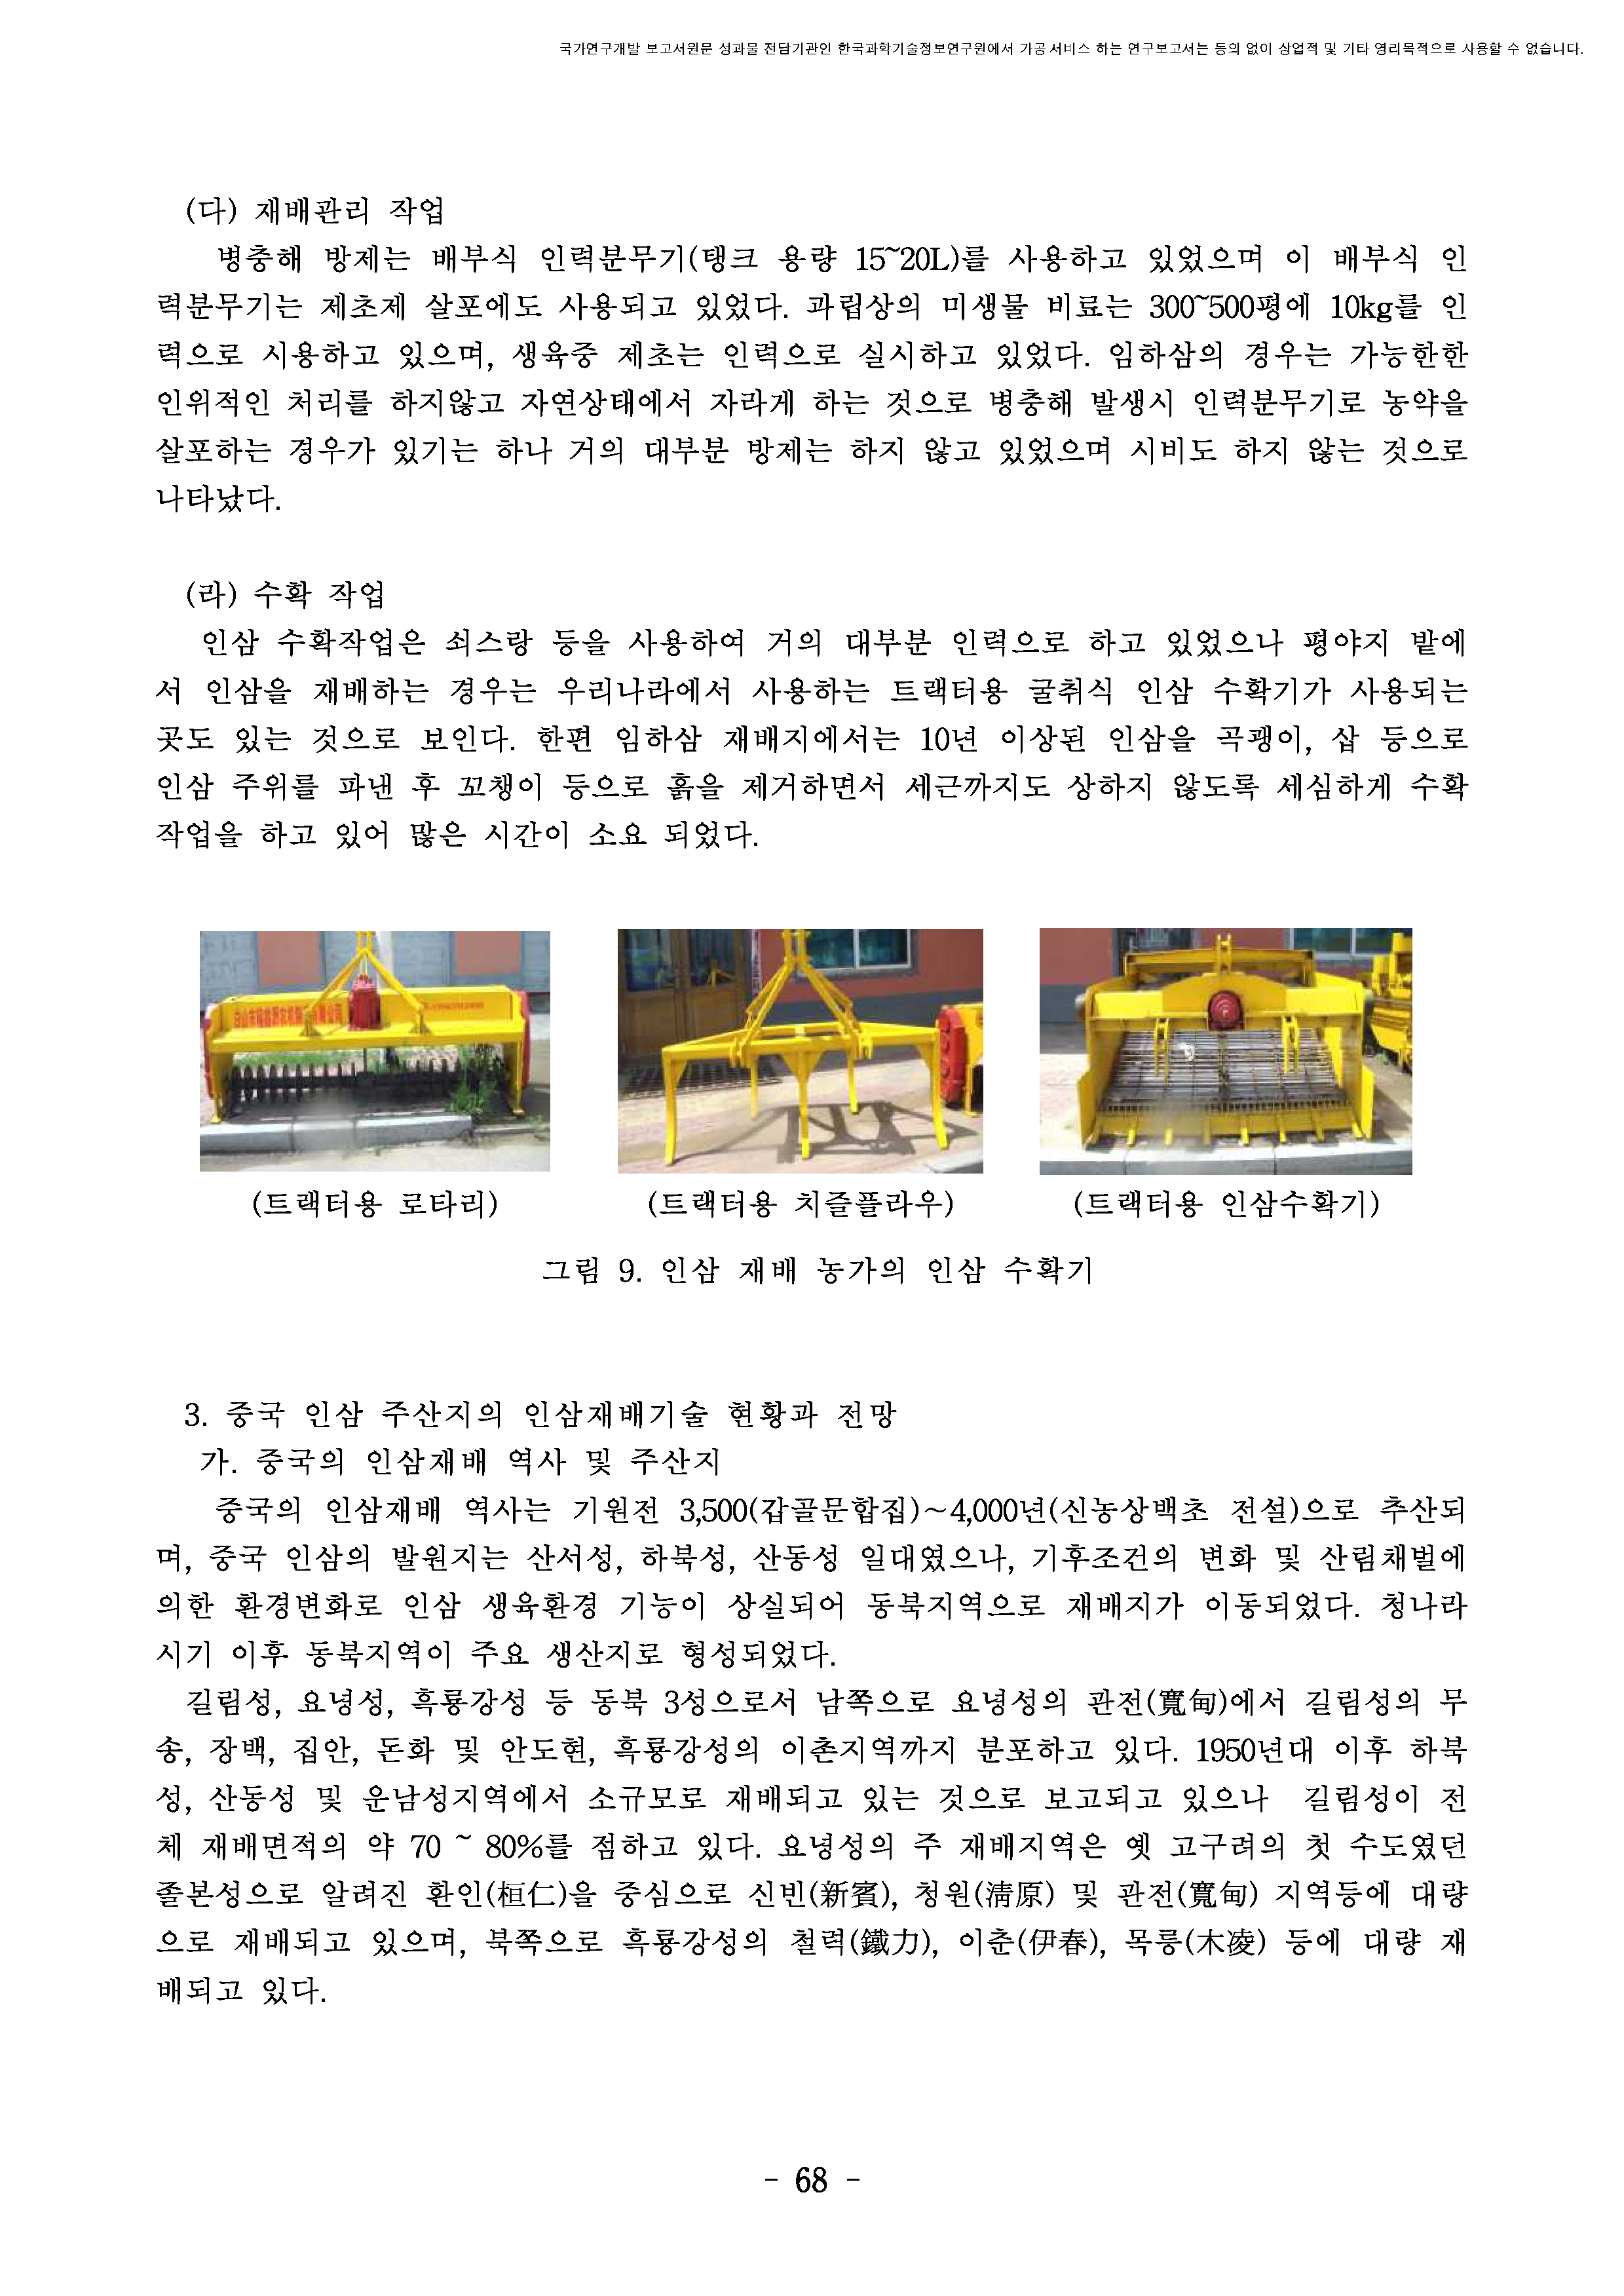 국가연구개발 보고서원문 성과물 전담기관인 한국과학기술정보연구원에서 가공·서비스 하는 연구보고서는 동의 없이 상업적 및 기타 영리목적으로 사용할 수 없습니다.
(다) 재배관리 작업
병충해 방제는 배부식 인력분무기(탱크 용량 15~20L)를 사용하고 있었으며 이 배부식 인
력분무기는 제초제 살포에도 사용되고 있었다. 과립상의 미생물 비료는 300~500평에 10kg를 인
력으로 시용하고 있으며, 생육중 제초는 인력으로 실시하고 있었다. 임하삼의 경우는 가능한한
인위적인 처리를 하지않고 자연상태에서 자라게 하는 것으로 병충해 발생시 인력분무기로 농약을
살포하는 경우가 있기는 하나 거의 대부분 방제는 하지 않고 있었으며 시비도 하지 않는 것으로
나타났다.
(라) 수확 작업
인삼 수확작업은 쇠스랑 등을 사용하여 거의 대부분 인력으로 하고 있었으나 평야지 밭에
서 인삼을 재배하는 경우는 우리나라에서 사용하는 트랙터용 굴취식 인삼 수확기가 사용되는
곳도 있는 것으로 보인다. 한편 임하삼 재배지에서는 10년 이상된 인삼을 곡괭이, 삽 등으로
인삼 주위를 파낸 후 꼬챙이 등으로 흙을 제거하면서 세근까지도 상하지 않도록 세심하게 수확
작업을 하고 있어 많은 시간이 소요 되었다.
(트랙터용 로타리)
(트랙터용 치즐플라우)
(트랙터용 인삼수확기)
그림 9. 인삼 재배 농가의 인삼 수확기
3. 중국 인삼 주산지의 인삼재배기술 현황과 전망
가. 중국의 인삼재배 역사 및 주산지
중국의 인삼재배 역사는 기원전 3,500(갑골문합집)~4,000년(신농상백초 전설)으로 추산되
며, 중국 인삼의 발원지는 산서성, 하북성, 산동성 일대였으나, 기후조건의 변화 및 산림채벌에
의한 환경변화로 인삼 생육환경 기능이 상실되어 동북지역으로 재배지가 이동되었다. 청나라
시기 이후 동북지역이 주요 생산지로 형성되었다.
길림성, 요녕성, 흑룡강성 등 동북 3성으로서 남쪽으로 요녕성의 관전(寬甸)에서 길림성의 무
송, 장백, 집안, 돈화 및 안도현, 흑룡강성의 이춘지역까지 분포하고 있다. 1950년대 이후 하북
성, 산동성 및 운남성지역에서 소규모로 재배되고 있는 것으로 보고되고 있으나 길림성이 전
체 재배면적의 약 70 ~ 80%를 점하고 있다. 요녕성의 주 재배지역은 옛 고구려의 첫 수도였던
졸본성으로 알려진 환인(桓仁)을 중심으로 신빈(新賓), 청원(淸原) 및 관전(寬甸) 지역등에 대량
으로 재배되고 있으며, 북쪽으로 흑룡강성의 철력(鐵力), 이춘(伊春), 목릉(木凌) 등에 대량 재
배되고 있다.
- 68 -